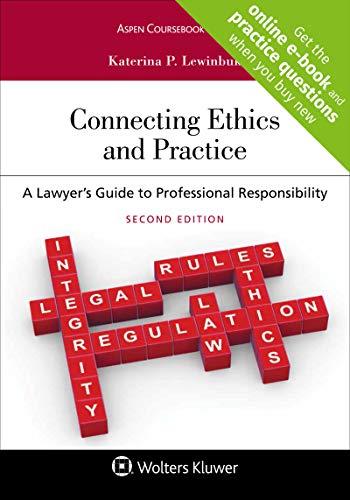 ASPEN COURSEBOOK
Get the
online e-book and
practice questions
when you buy new
Katerina P. Lewinbuk
Connecting Ethics
and Practice
A Lawyer's Guide to Professional Responsibility
SECOND EDITION
INTEGRITY
LEGAL
RULES
ETHICS
LAW
REGULATION
Wolters Kluwer